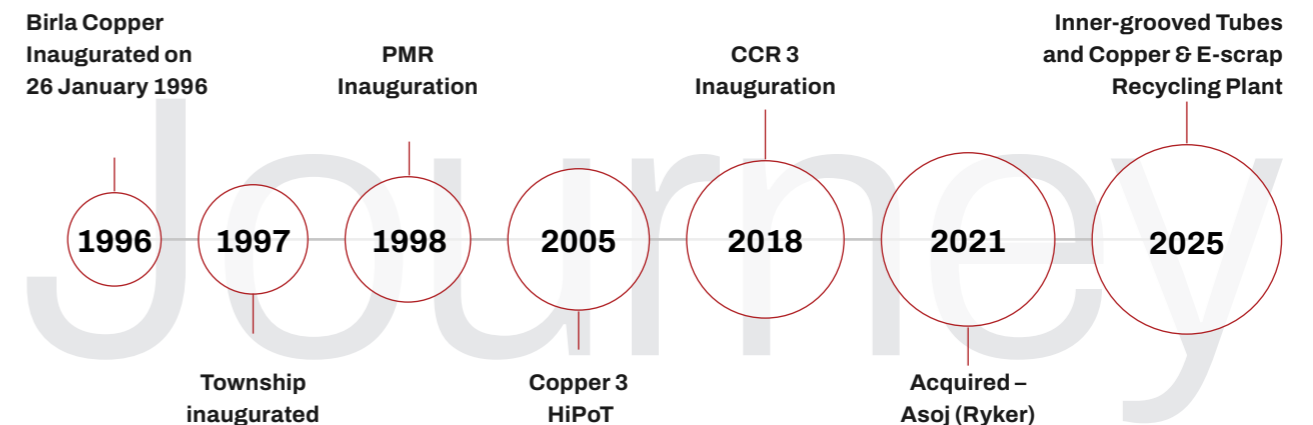 Birla Copper
Inaugurated on
26 January 1996
PMR
Inauguration
CCR 3
Inauguration
Inner-grooved Tubes
and Copper & E-scrap
Recycling Plant
Journey
1996
1997
1998
2005
2018
2021
2025
Township
inaugurated
Copper 3
HiPoT
Acquired –
Asoj (Ryker)